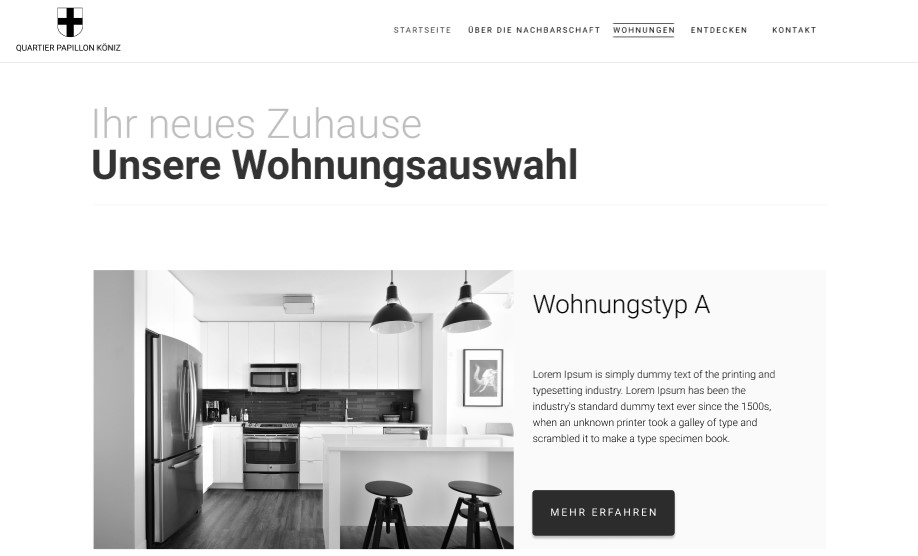 QUARTIER PAPILLON KÖNIZ
STARTSEITE ÜBER DIE NACHBARSCHAFT WOHNUNGEN ENTDECKEN KONTAKT
Ihr neues Zuhause
Unsere Wohnungsauswahl
Wohnungstyp A
Lorem Ipsum is simply dummy text of the printing and
typesetting industry. Lorem Ipsum has been the
industry's standard dummy text ever since the 1500s,
when an unknown printer took a galley of type and
scrambled it to make a type specimen book.
MEHR ERFAHREN